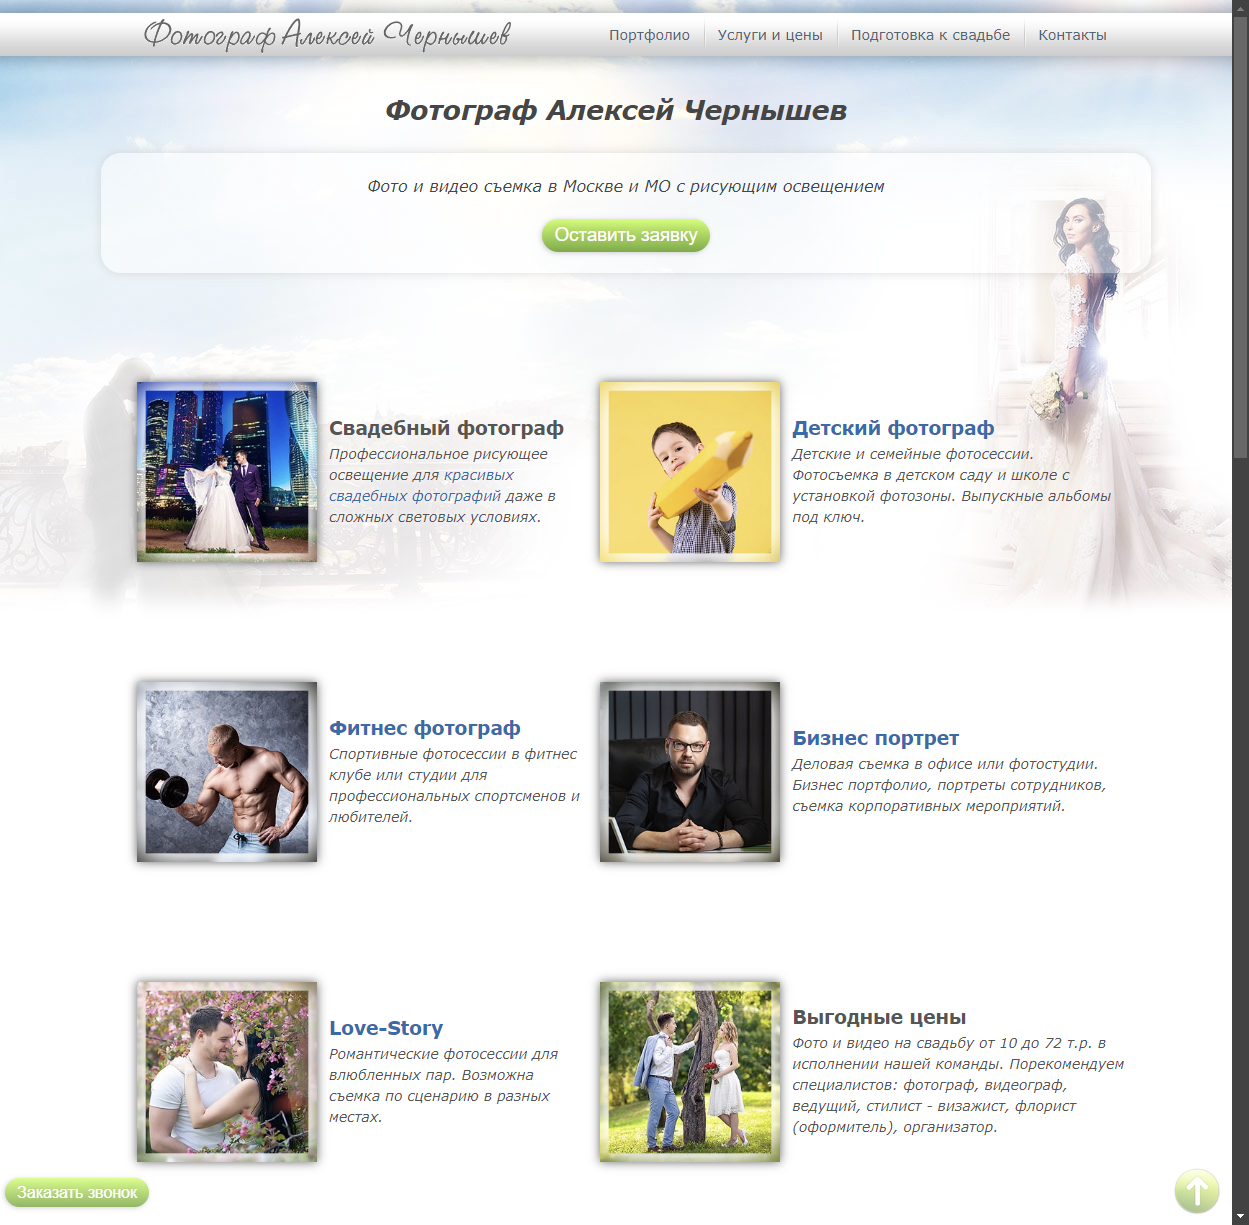 Фотограф Алексей Чернышев
Портфолио
Услуги и цены
Подготовка к свадьбе
Контакты
Фотограф Алексей Чернышев
Фото и видео съемка в Москве и МО с рисующим освещением
Оставить заявку
Свадебный фотограф
Профессиональное рисующее
освещение для красивых
свадебных фотографий даже в
сложных световых условиях.
Детский фотограф
Детские и семейные фотосессии.
Фотосъемка в детском саду и школе с
установкой фотозоны. Выпускные альбомы
под ключ.
Фитнес фотограф
Спортивные фотосессии в фитнес
клубе или студии для
профессиональных спортсменов и
любителей.
Бизнес портрет
Деловая съемка в офисе или фотостудии.
Бизнес портфолио, портреты сотрудников,
съемка корпоративных мероприятий.
Love-Story
Романтические фотосессии для
влюбленных пар. Возможна
съемка по сценарию в разных
местах.
Выгодные цены
Фото и видео на свадьбу от 10 до 72 т.р. в
исполнении нашей команды. Порекомендуем
специалистов: фотограф, видеограф,
ведущий, стилист - визажист, флорист
(оформитель), организатор.
Заказать звонок